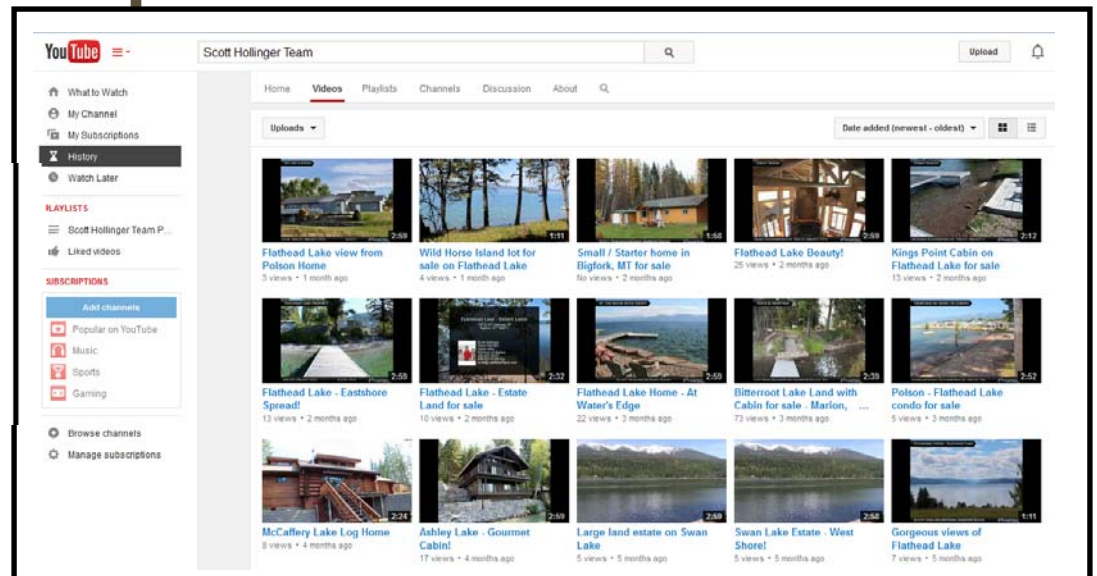 YouTube
Scott Hollinger Team
Upload
What to Watch
My Channel
My Subscriptions
History
Watch Later
PLAYLISTS
Scott Hollinger Team P...
Liked videos
SUBSCRIPTIONS
Add channels
Popular on YouTube
Music
Sports
Gaming
Browse channels
Manage subscriptions
Home Videos Playlists Channels Discussion About
Uploads
Date added (newest - oldest)
2:59
Flathead Lake view from
Polson Home
3 views • 1 month ago
1:11
Wild Horse Island lot for
sale on Flathead Lake
4 views • 1 month ago
1:58
Small / Starter home in
Bigfork, MT for sale
No views • 2 months ago
2:59
Flathead Lake Beauty!
25 views • 2 months ago
2:12
Kings Point Cabin on
Flathead Lake for sale
13 views • 2 months ago
2:59
Flathead Lake - Eastshore
Spread!
13 views • 2 months ago
2:32
Flathead Lake - Estate
Land for sale
10 views • 2 months ago
2:59
Flathead Lake Home - At
Water's Edge
22 views • 3 months ago
2:39
Bitterroot Lake Land with
Cabin for sale - Marion, ...
73 views • 3 months ago
2:52
Polson - Flathead Lake
condo for sale
5 views • 3 months ago
2:24
McCaffery Lake Log Home
8 views • 4 months ago
2:59
Ashley Lake - Gourmet
Cabin!
17 views • 4 months ago
2:59
Large land estate on Swan
Lake
5 views • 5 months ago
2:58
Swan Lake Estate - West
Shore!
5 views • 5 months ago
1:11
Gorgeous views of
Flathead Lake
7 views • 5 months ago